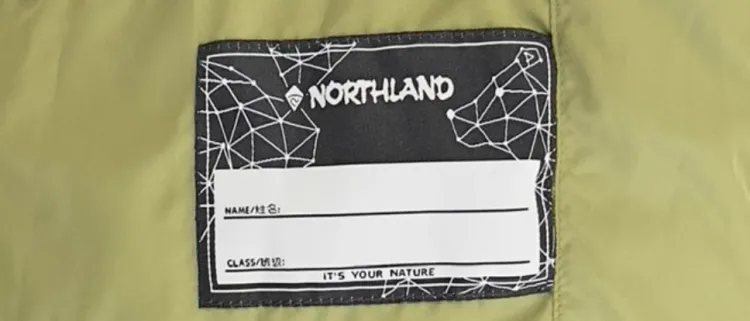 NORTHLAND
NAME/姓名:
CLASS/班级:
IT'S YOUR NATURE